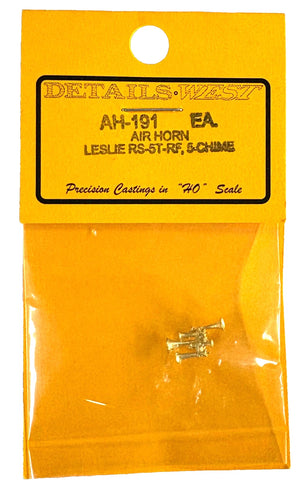 DETAILS·WEST
AH-191 EA.
AIR HORN
LESLIE RS-5T-RF, 5-CHIME
Precision Castings in "HO" Scale